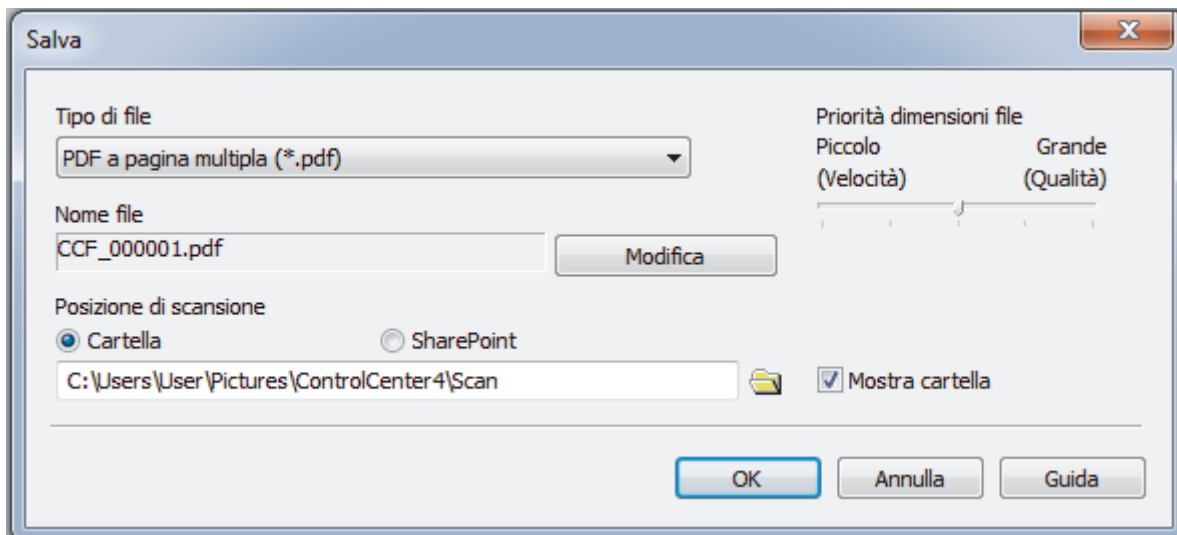 Salva
Tipo di file
PDF a pagina multipla (*.pdf)
Nome file
CCF_000001.pdf
Modifica
Posizione di scansione
Cartella
SharePoint
C:\Users\User\Pictures\ControlCenter4\Scan
Priorità dimensioni file
Piccolo Grande
(Velocità) (Qualità)
Mostra cartella
OK Annulla Guida